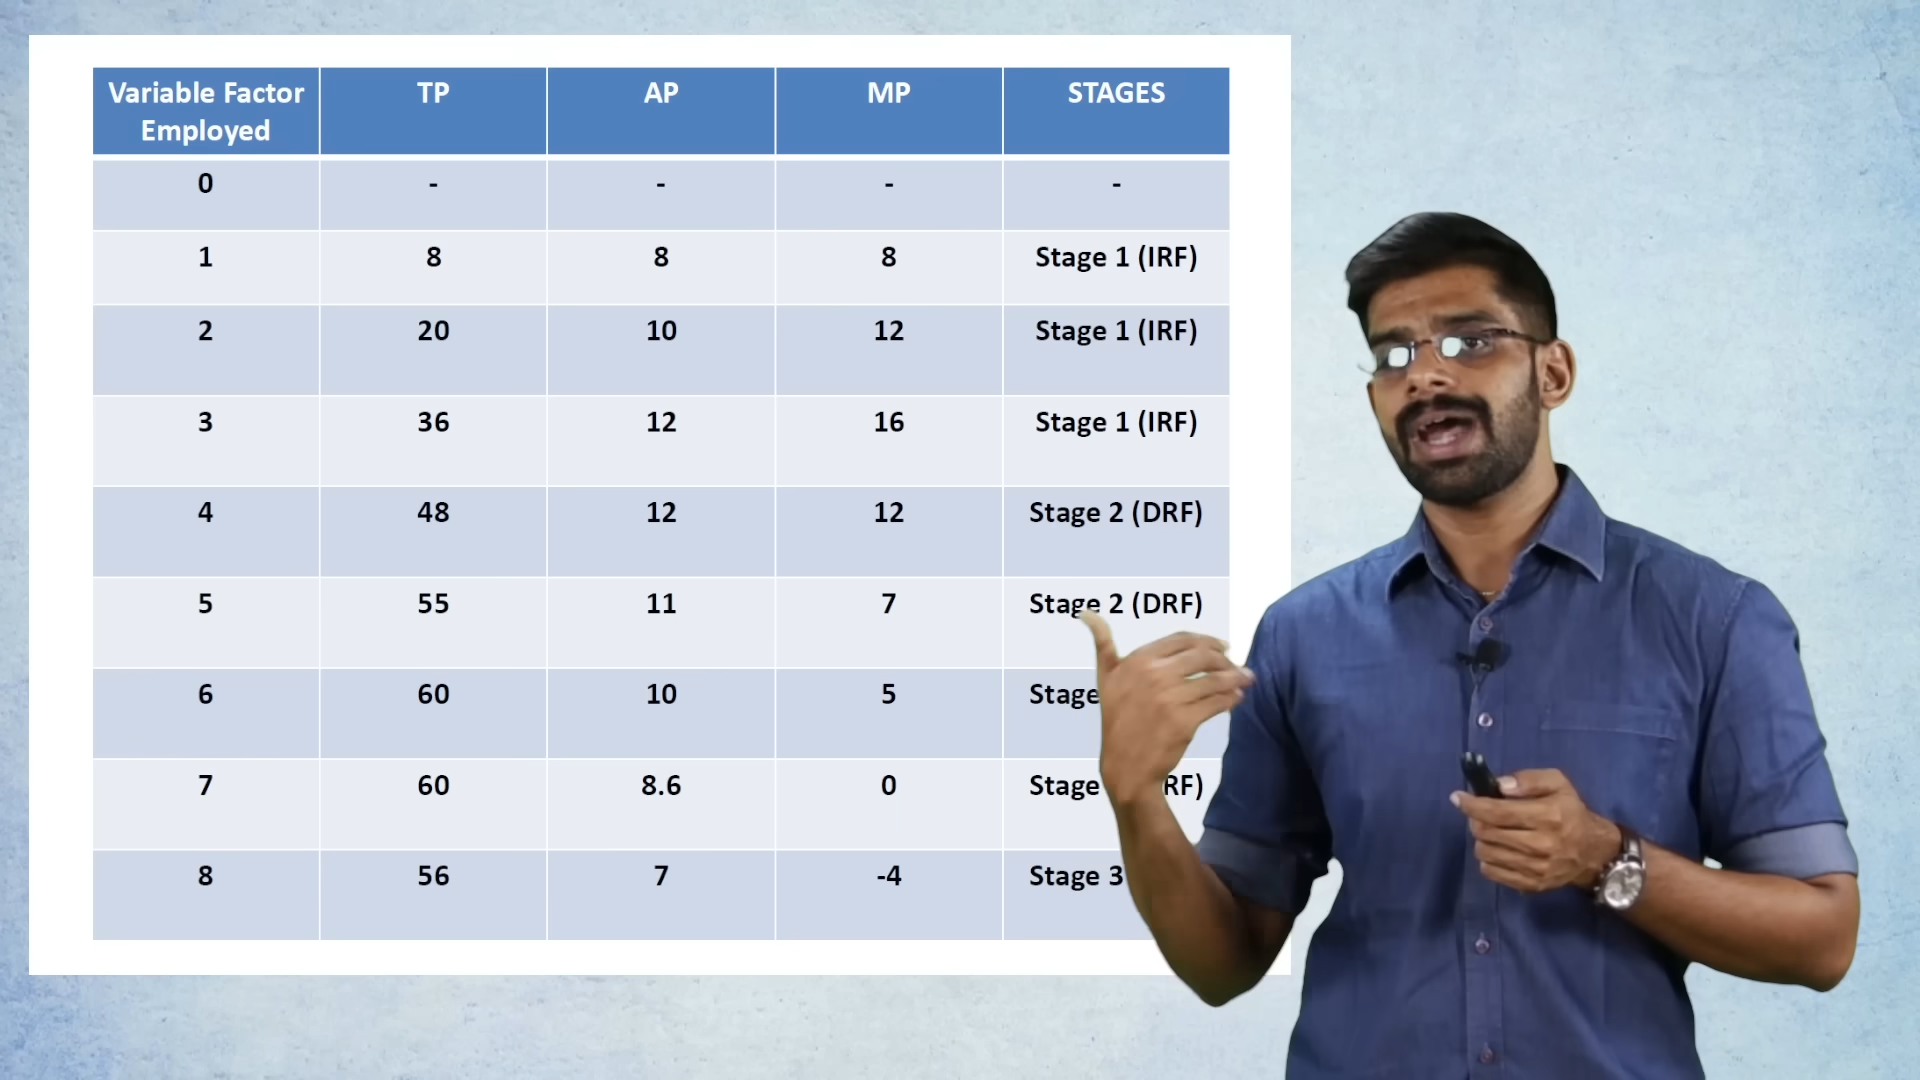 Variable Factor Employed TP AP MP STAGES
0 - - - -
1 8 8 8 Stage 1 (IRF)
2 20 10 12 Stage 1 (IRF)
3 36 12 16 Stage 1 (IRF)
4 48 12 12 Stage 2 (DRF)
5 55 11 7 Stage 2 (DRF)
6 60 10 5 Stage
7 60 8.6 0 Stage RF)
8 56 7 -4 Stage 3